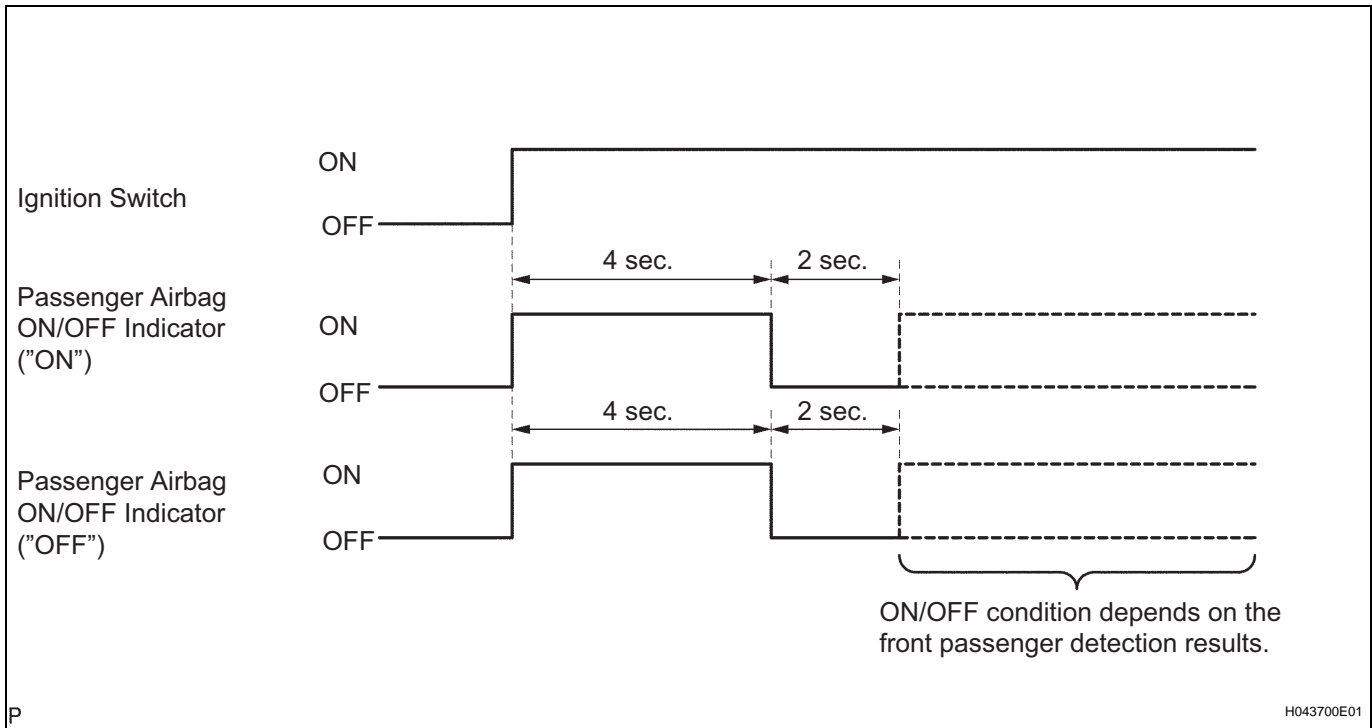 ON
Ignition Switch
OFF
4 sec.
2 sec.
Passenger Airbag
ON/OFF Indicator
("ON")
ON
OFF
4 sec.
2 sec.
Passenger Airbag
ON/OFF Indicator
("OFF")
ON
OFF
ON/OFF condition depends on the
front passenger detection results.
P
H043700E01